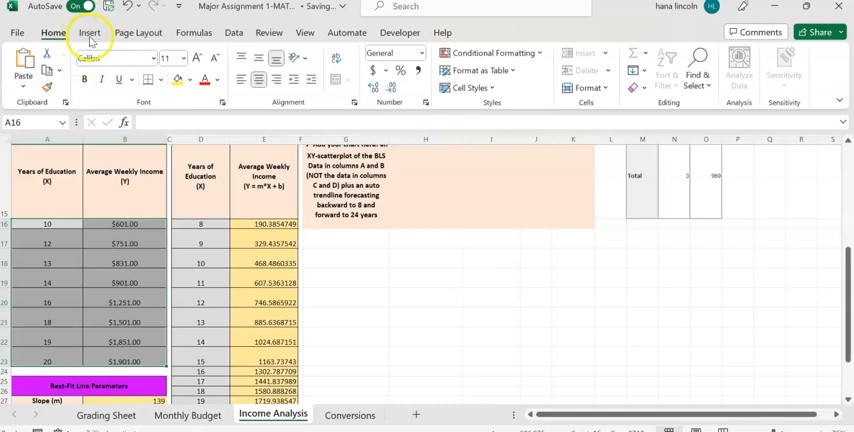 AutoSave On Major Assignment 1-MAT... • Saving... Search hana lincoln HL
File Home Insert Page Layout Formulas Data Review View Automate Developer Help Comments Share
Paste
Calibri 11
B I U A
ab
General
$ % 9
Conditional Formatting
Format as Table
Cell Styles
Insert
Delete
Format
Sort &
Filter
Find &
Select
Analyze
Data
Sensitivity
Clipboard Font Alignment Number Styles Cells Editing Analysis Sensitivity
A16 fx
A B C D E F G H I J K L M N O P Q R S
15
Years of Education
(X)
Average Weekly Income
(Y)
Years of
Education
(X)
Average Weekly
Income
(Y = m*X + b)
Add your chart here: an
XY-scatterplot of the BLS
Data in columns A and B
(NOT the data in columns
C and D) plus an auto
trendline forecasting
backward to 8 and
forward to 24 years
Total 3 969
16 10 $601.00 8 190.3854749
17 12 $751.00 9 329.4357542
18 13 $831.00 10 468.4860335
19 14 $901.00 11 607.5363128
20 16 $1,251.00 12 746.5865922
21 18 $1,501.00 13 885.6368715
22 19 $1,851.00 14 1024.687151
23 20 $1,901.00 15 1163.73743
24 16 1302.787709
25 Best-Fit Line Parameters 17 1441.837989
26 18 1580.888268
27 Slope (m) 139 19 1719.938547
Grading Sheet Monthly Budget Income Analysis Conversions